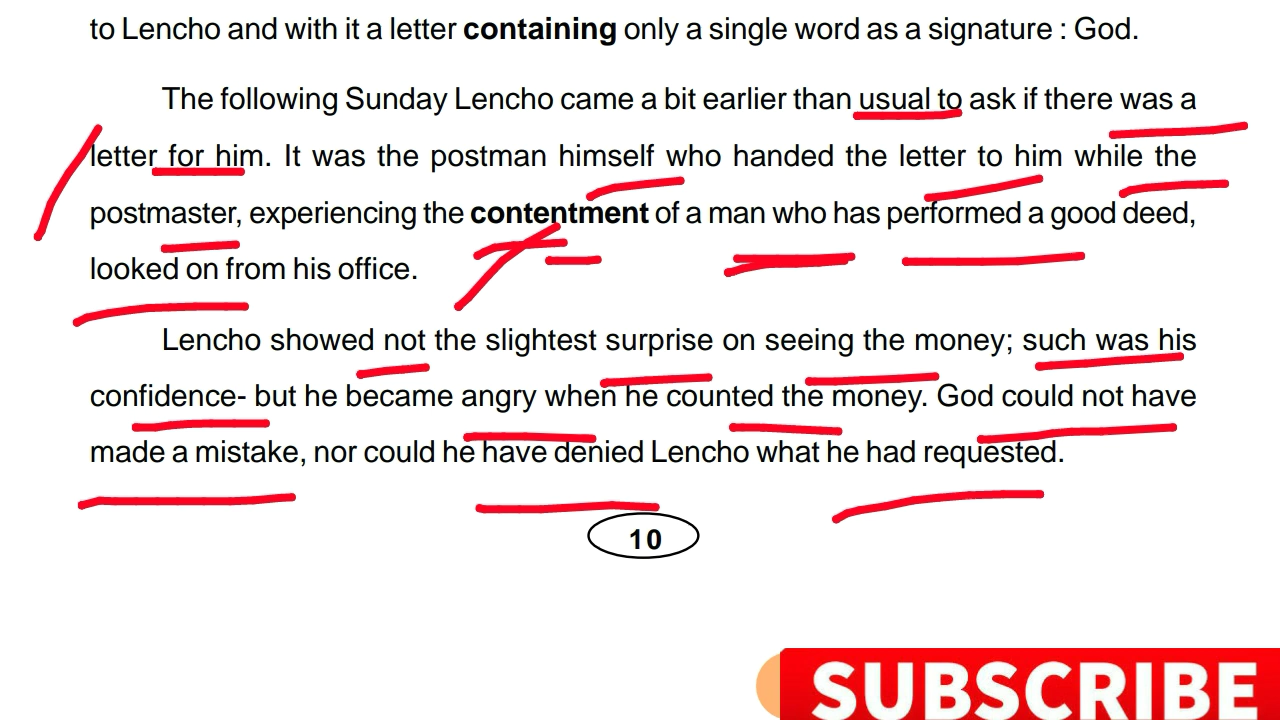 to Lencho and with it a letter containing only a single word as a signature : God.
The following Sunday Lencho came a bit earlier than usual to ask if there was a
letter for him. It was the postman himself who handed the letter to him while the
postmaster, experiencing the contentment of a man who has performed a good deed,
looked on from his office.
Lencho showed not the slightest surprise on seeing the money; such was his
confidence- but he became angry when he counted the money. God could not have
made a mistake, nor could he have denied Lencho what he had requested.
10
SUBSCRIBE